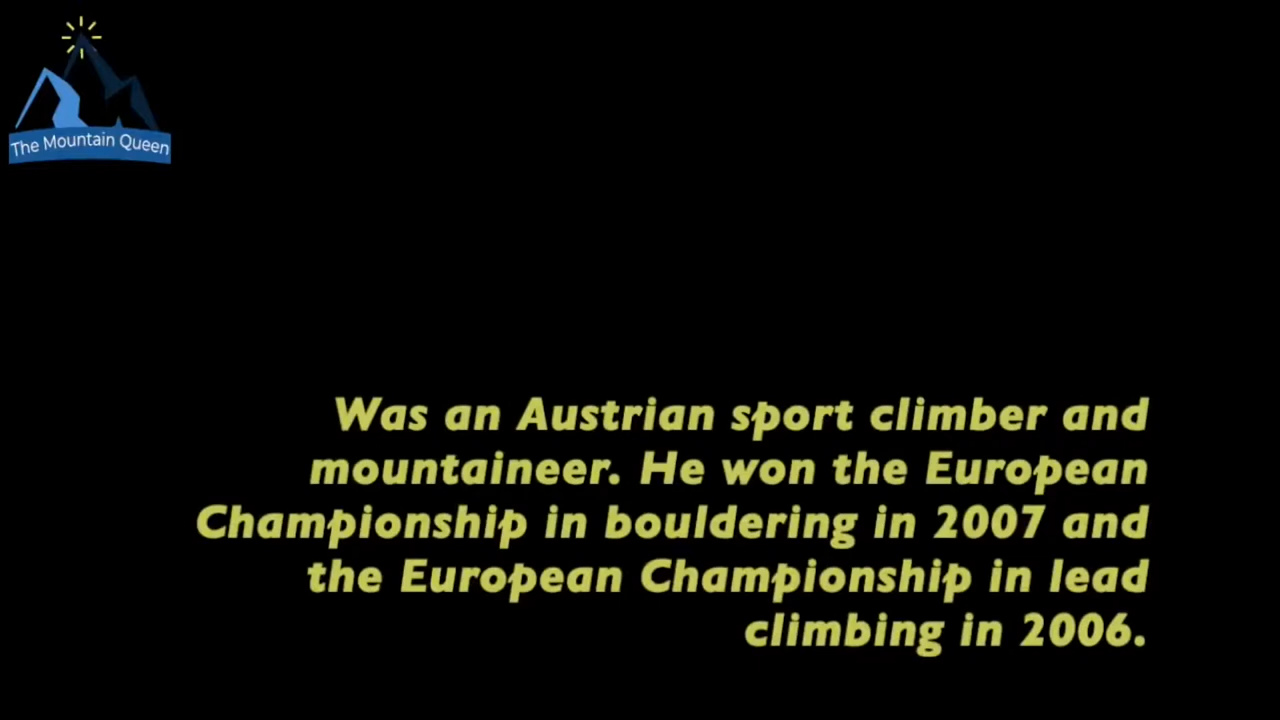 The Mountain Queen
Was an Austrian sport climber and
mountaineer. He won the European
Championship in bouldering in 2007 and
the European Championship in lead
climbing in 2006.